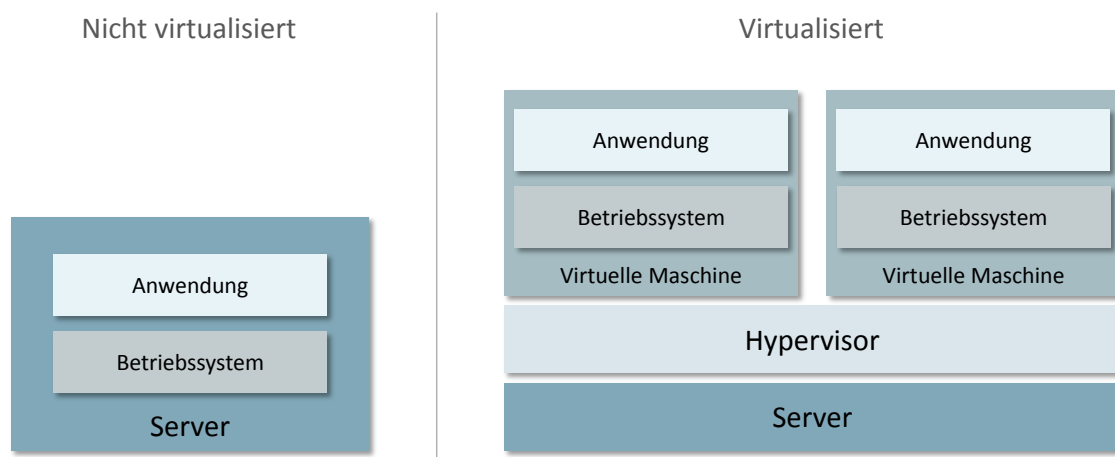 Nicht virtualisiert
Anwendung
Betriebssystem
Server
Virtualisiert
Anwendung
Betriebssystem
Virtuelle Maschine
Anwendung
Betriebssystem
Virtuelle Maschine
Hypervisor
Server